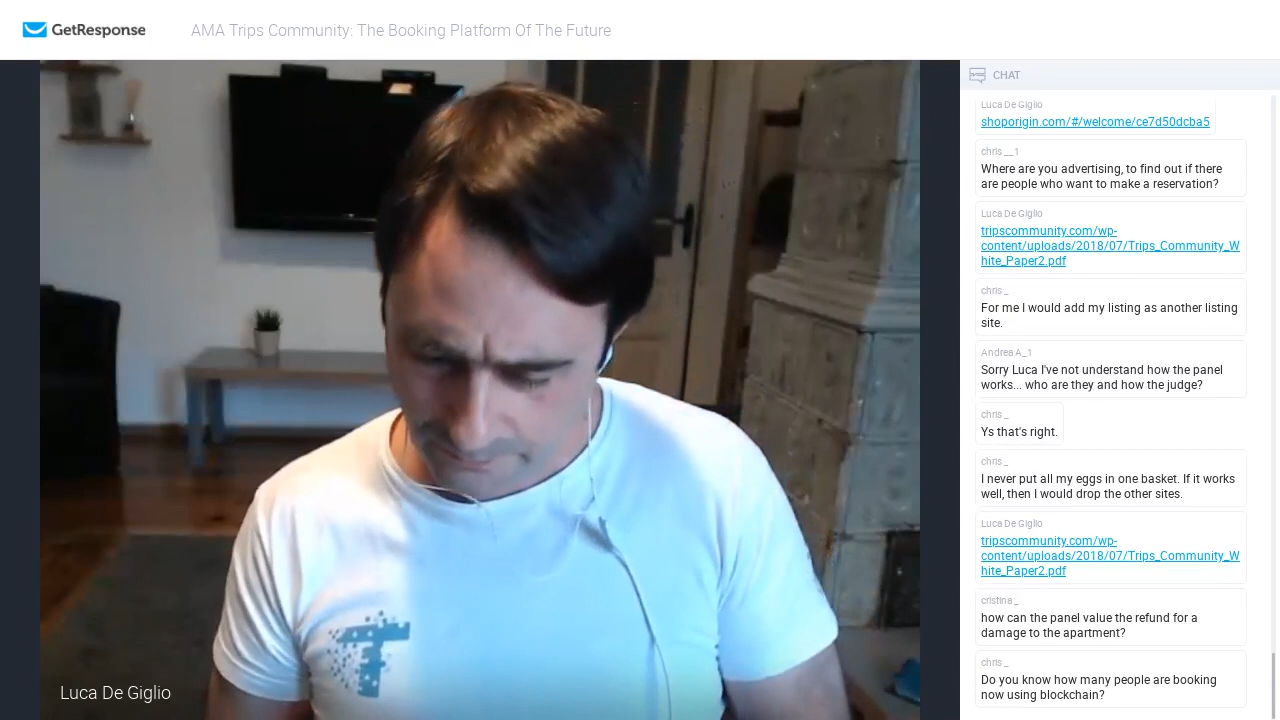 GetResponse
AMA Trips Community: The Booking Platform Of The Future
CHAT
Luca De Giglio
shoporigin.com/#/welcome/ce7d50dcba5
chris __1
Where are you advertising, to find out if there
are people who want to make a reservation?
Luca De Giglio
tripscommunity.com/wp-
content/uploads/2018/07/Trips_Community_W
hite_Paper2.pdf
chris _
For me I would add my listing as another listing
site.
Andrea A_1
Sorry Luca I've not understand how the panel
works... who are they and how the judge?
chris _
Ys that's right.
chris _
I never put all my eggs in one basket. If it works
well, then I would drop the other sites.
Luca De Giglio
tripscommunity.com/wp-
content/uploads/2018/07/Trips_Community_W
hite_Paper2.pdf
cristina _
how can the panel value the refund for a
damage to the apartment?
chris _
Do you know how many people are booking
now using blockchain?
T
Luca De Giglio